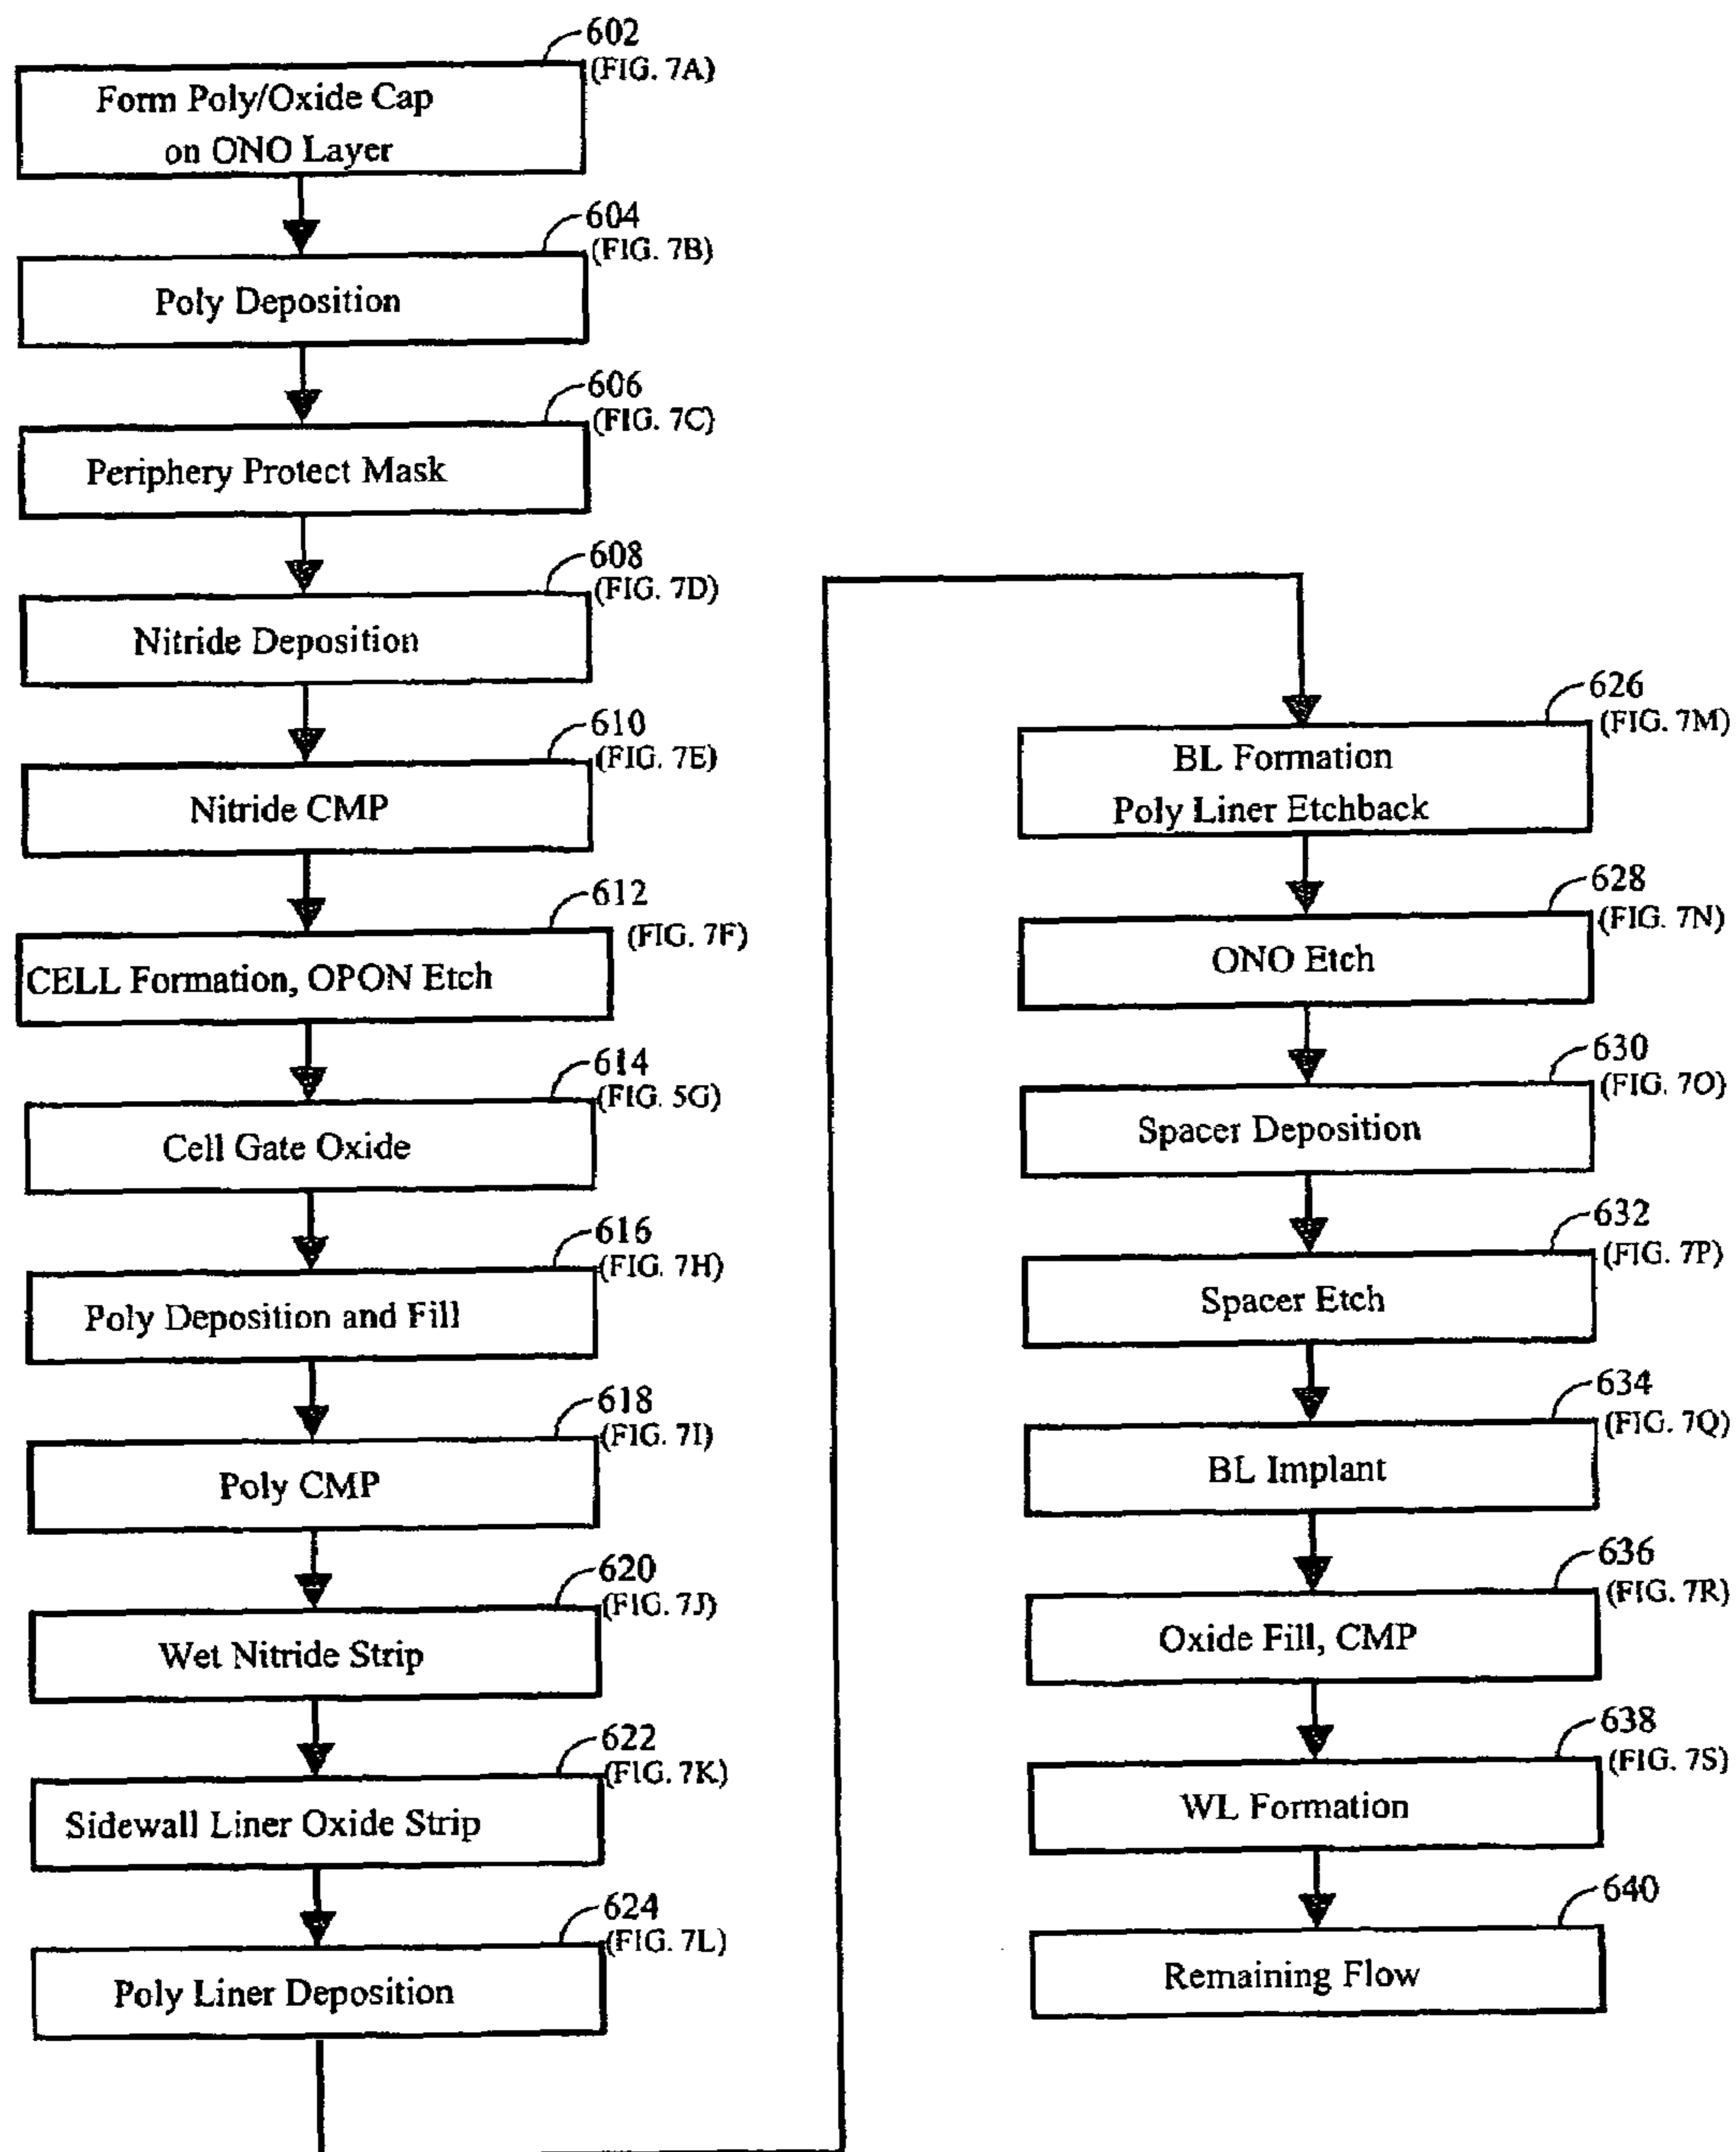 602
(FIG. 7A)
Form Poly/Oxide Cap
on ONO Layer
604
(FIG. 7B)
Poly Deposition
606
(FIG. 7C)
Periphery Protect Mask
608
(FIG. 7D)
Nitride Deposition
610
(FIG. 7E)
Nitride CMP
612
(FIG. 7F)
CELL Formation, OPON Etch
614
(FIG. 5G)
Cell Gate Oxide
616
(FIG. 7H)
Poly Deposition and Fill
618
(FIG. 7I)
Poly CMP
620
(FIG. 7J)
Wet Nitride Strip
622
(FIG. 7K)
Sidewall Liner Oxide Strip
624
(FIG. 7L)
Poly Liner Deposition
626
(FIG. 7M)
BL Formation
Poly Liner Etchback
628
(FIG. 7N)
ONO Etch
630
(FIG. 7O)
Spacer Deposition
632
(FIG. 7P)
Spacer Etch
634
(FIG. 7Q)
BL Implant
636
(FIG. 7R)
Oxide Fill, CMP
638
(FIG. 7S)
WL Formation
640
Remaining Flow